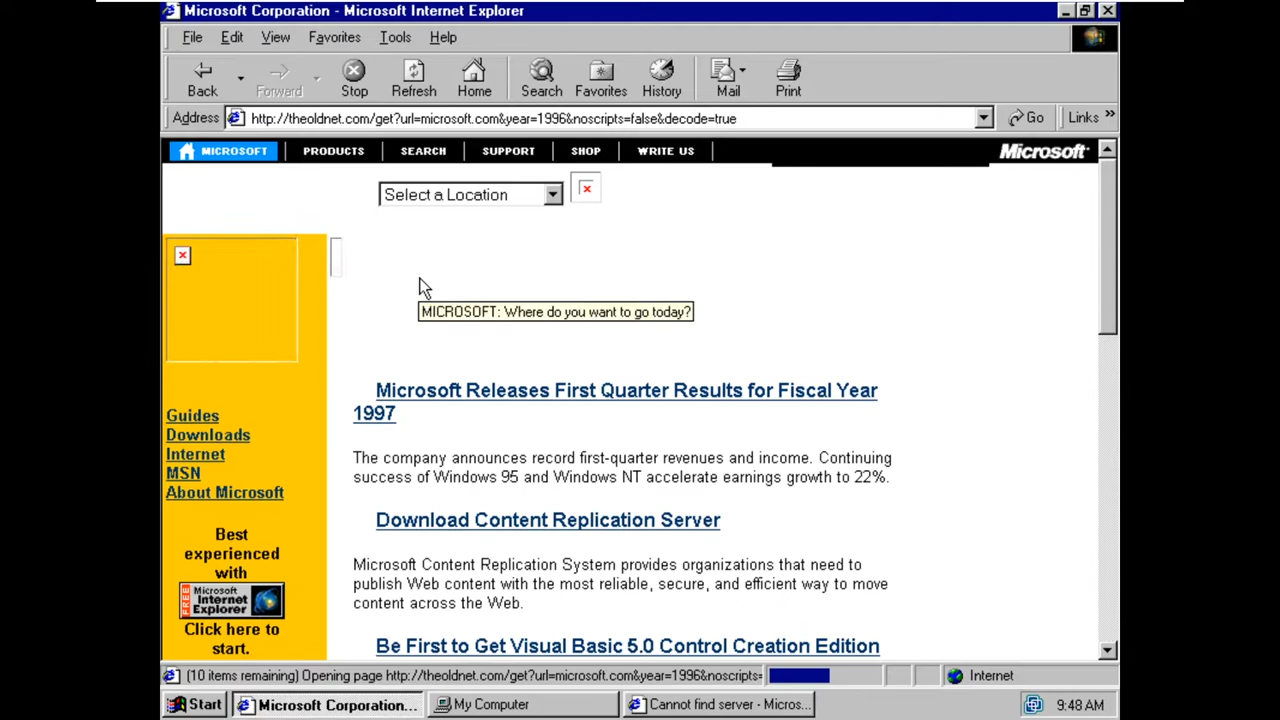 Microsoft Corporation - Microsoft Internet Explorer
File Edit View Favorites Tools Help
Back Forward Stop Refresh Home Search Favorites History Mail Print
Address http://theoldnet.com/get?url=microsoft.com&year=1996&noscripts=false&decode=true Go Links »
MICROSOFT PRODUCTS SEARCH SUPPORT SHOP WRITE US Microsoft
Select a Location
MICROSOFT: Where do you want to go today?
Guides
Downloads
Internet
MSN
About Microsoft
Best
experienced
with
FREE Microsoft Internet Explorer
Click here to
start.
Microsoft Releases First Quarter Results for Fiscal Year
1997
The company announces record first-quarter revenues and income. Continuing
success of Windows 95 and Windows NT accelerate earnings growth to 22%.
Download Content Replication Server
Microsoft Content Replication System provides organizations that need to
publish Web content with the most reliable, secure, and efficient way to move
content across the Web.
Be First to Get Visual Basic 5.0 Control Creation Edition
(10 items remaining) Opening page http://theoldnet.com/get?url=microsoft.com&year=1996&noscripts= Internet
Start Microsoft Corporation... My Computer Cannot find server - Micros... 9:48 AM